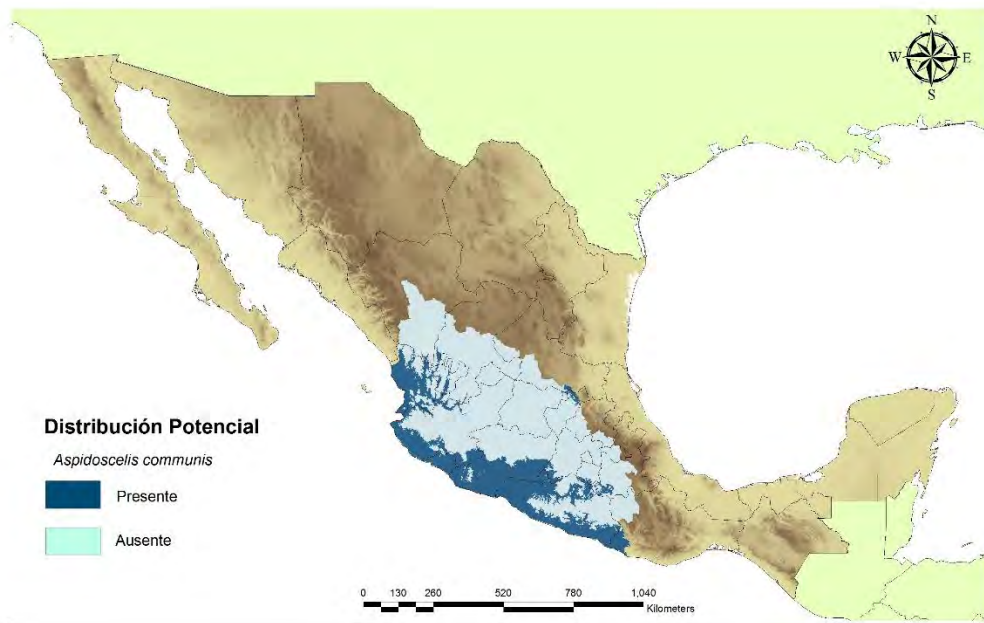 N
W E
S
Distribución Potencial
Aspidoscelis communis
Presente
Ausente
0 130 260 520 780 1,040
Kilometers